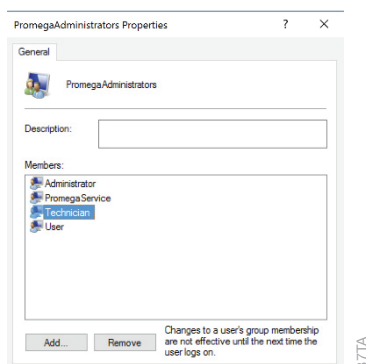 PromegaAdministrators Properties ? ×
General
PromegaAdministrators
Description:
Members:
Administrator
PromegaService
Technician
User
Add... Remove
Changes to a user's group membership
are not effective until the next time the
user logs on.